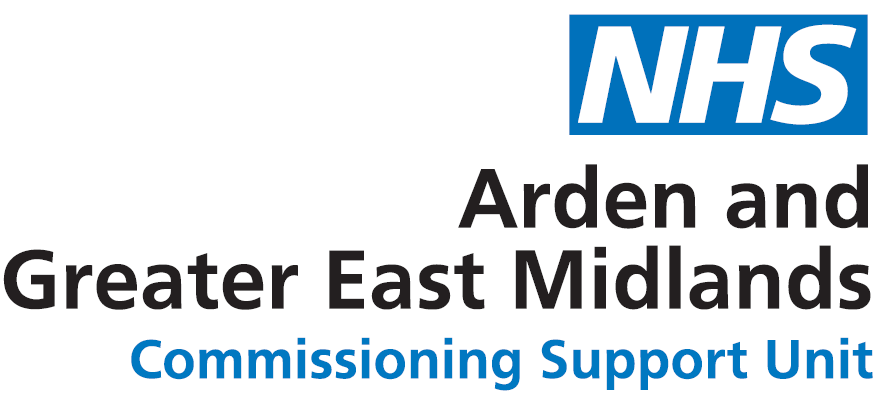 NHS
Arden and
Greater East Midlands
Commissioning Support Unit